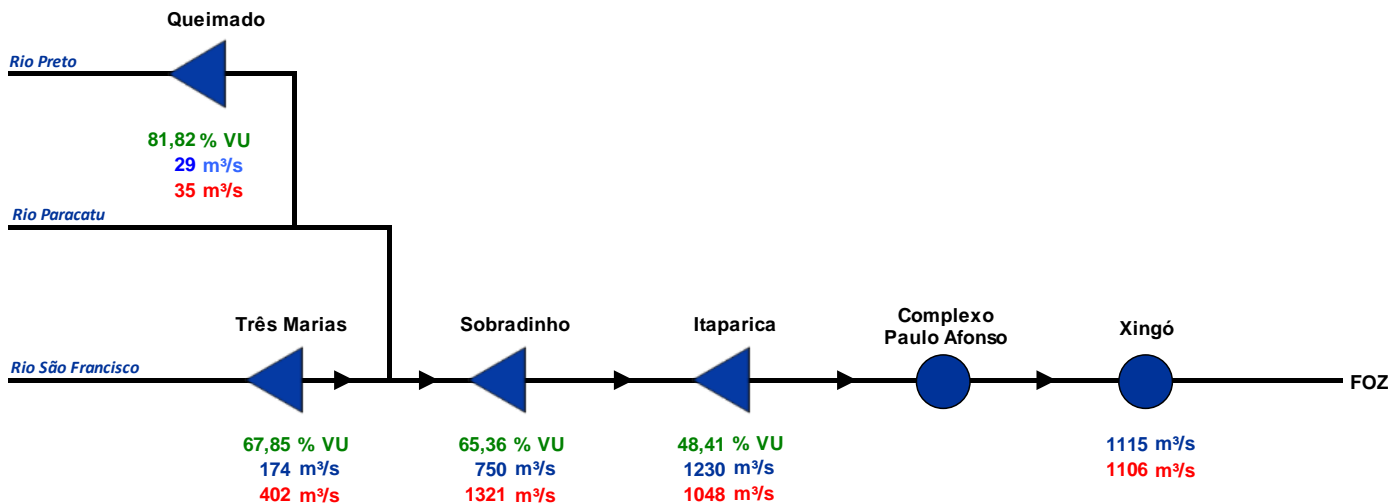 Queimado
Rio Preto
81,82 % VU
29 m³/s
35 m³/s
Rio Paracatu
Três Marias
Sobradinho
Itaparica
Complexo
Paulo Afonso
Xingó
Rio São Francisco
FOZ
67,85 % VU
174 m³/s
402 m³/s
65,36 % VU
750 m³/s
1321 m³/s
48,41 % VU
1230 m³/s
1048 m³/s
1115 m³/s
1106 m³/s